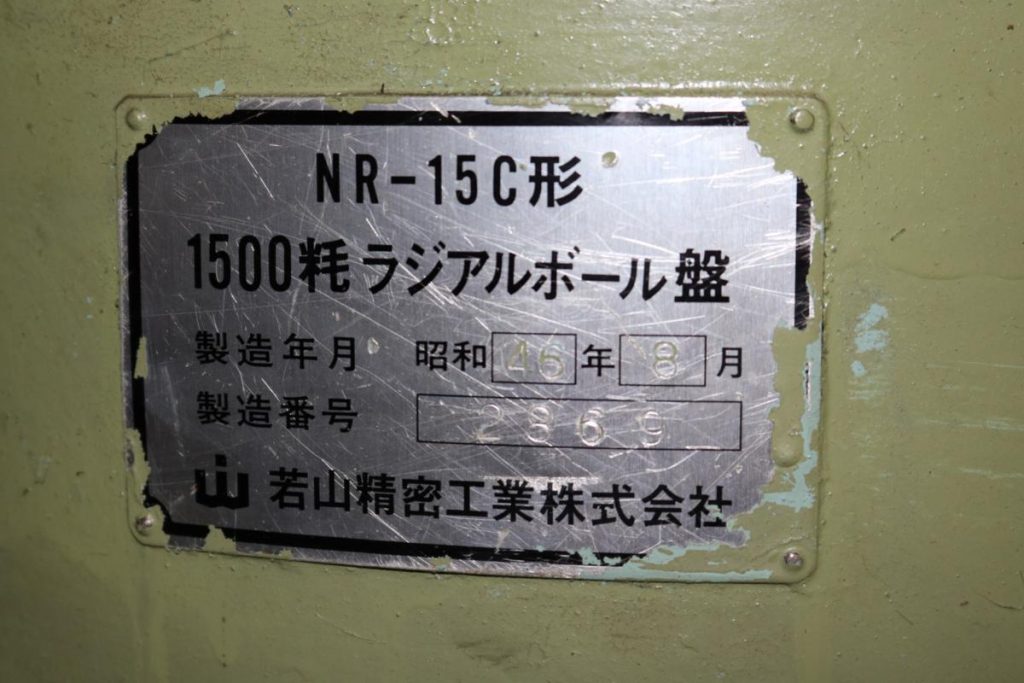 NR-15C形
1500粍ラジアルボール盤
製造年月 昭和46年8月
製造番号 2869
若山精密工業株式会社